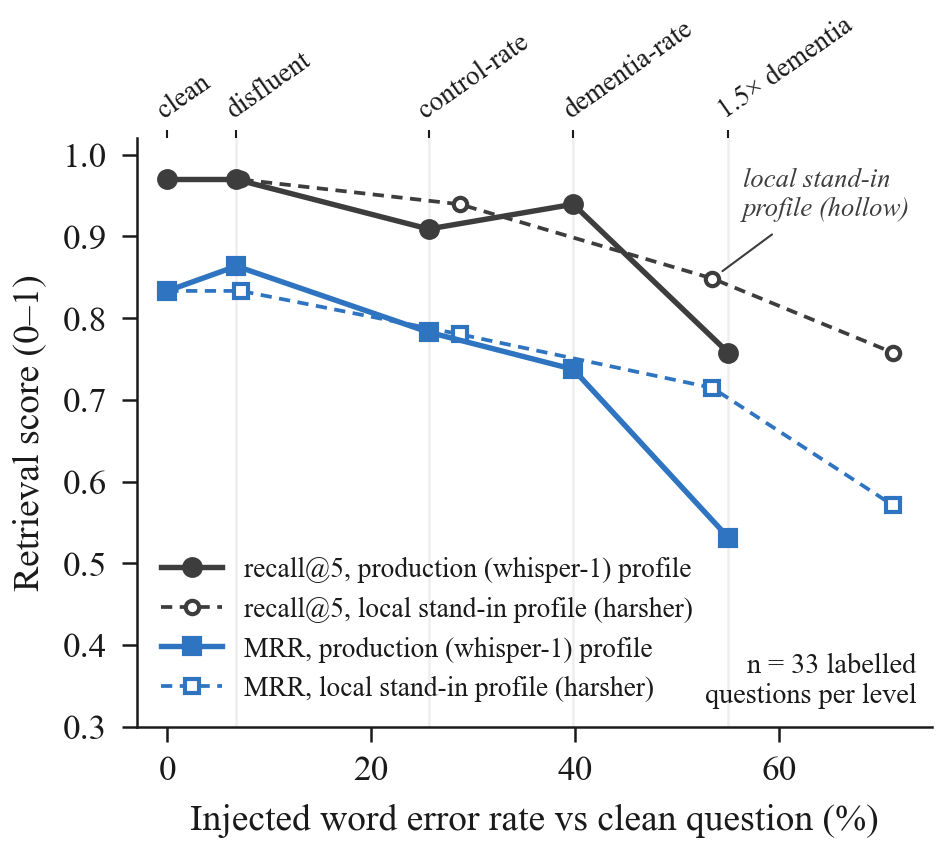 clean
disfluent
control-rate
dementia-rate
1.5× dementia
local stand-in
profile (hollow)
1.0
0.9
0.8
0.7
0.6
0.5
0.4
0.3
Retrieval score (0–1)
recall@5, production (whisper-1) profile
recall@5, local stand-in profile (harsher)
MRR, production (whisper-1) profile
MRR, local stand-in profile (harsher)
n = 33 labelled
questions per level
0
20
40
60
Injected word error rate vs clean question (%)